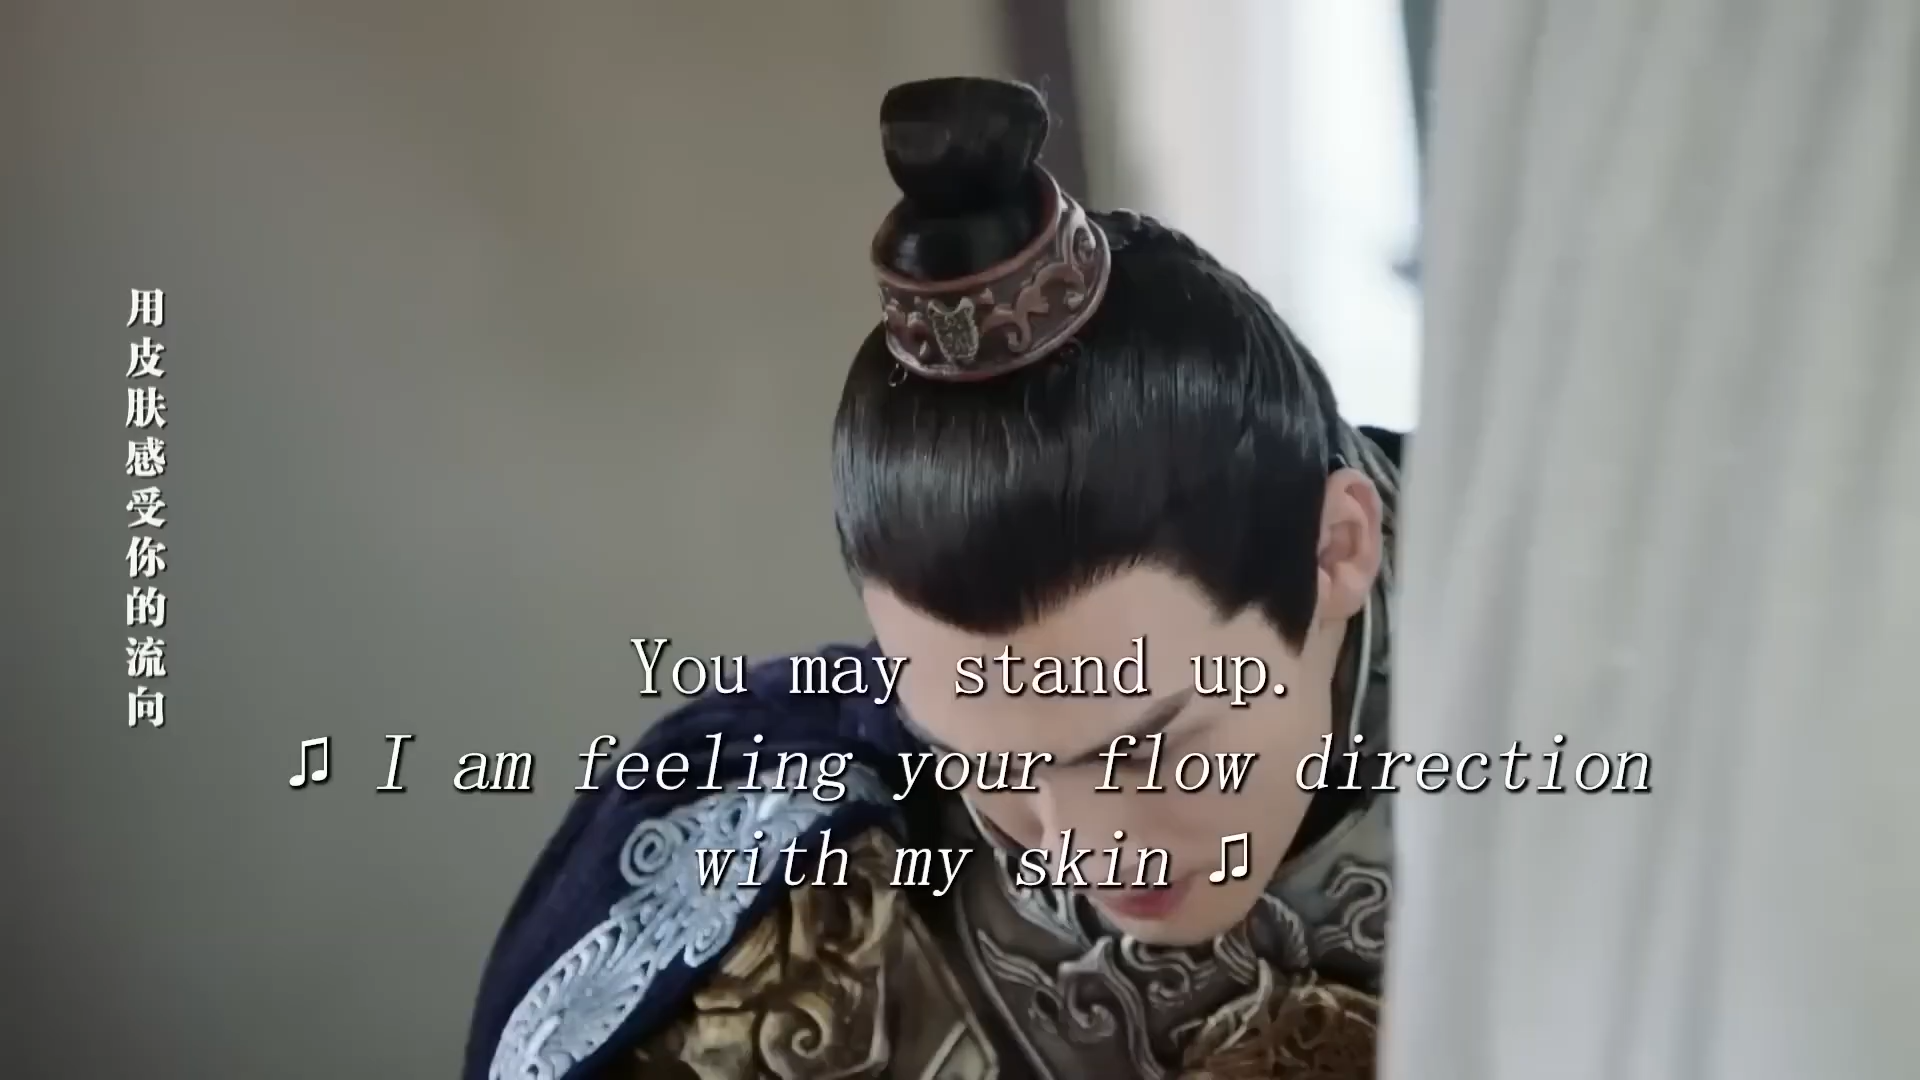 用皮肤感受你的流向
You may stand up.
♫ I am feeling your flow direction
with my skin ♫